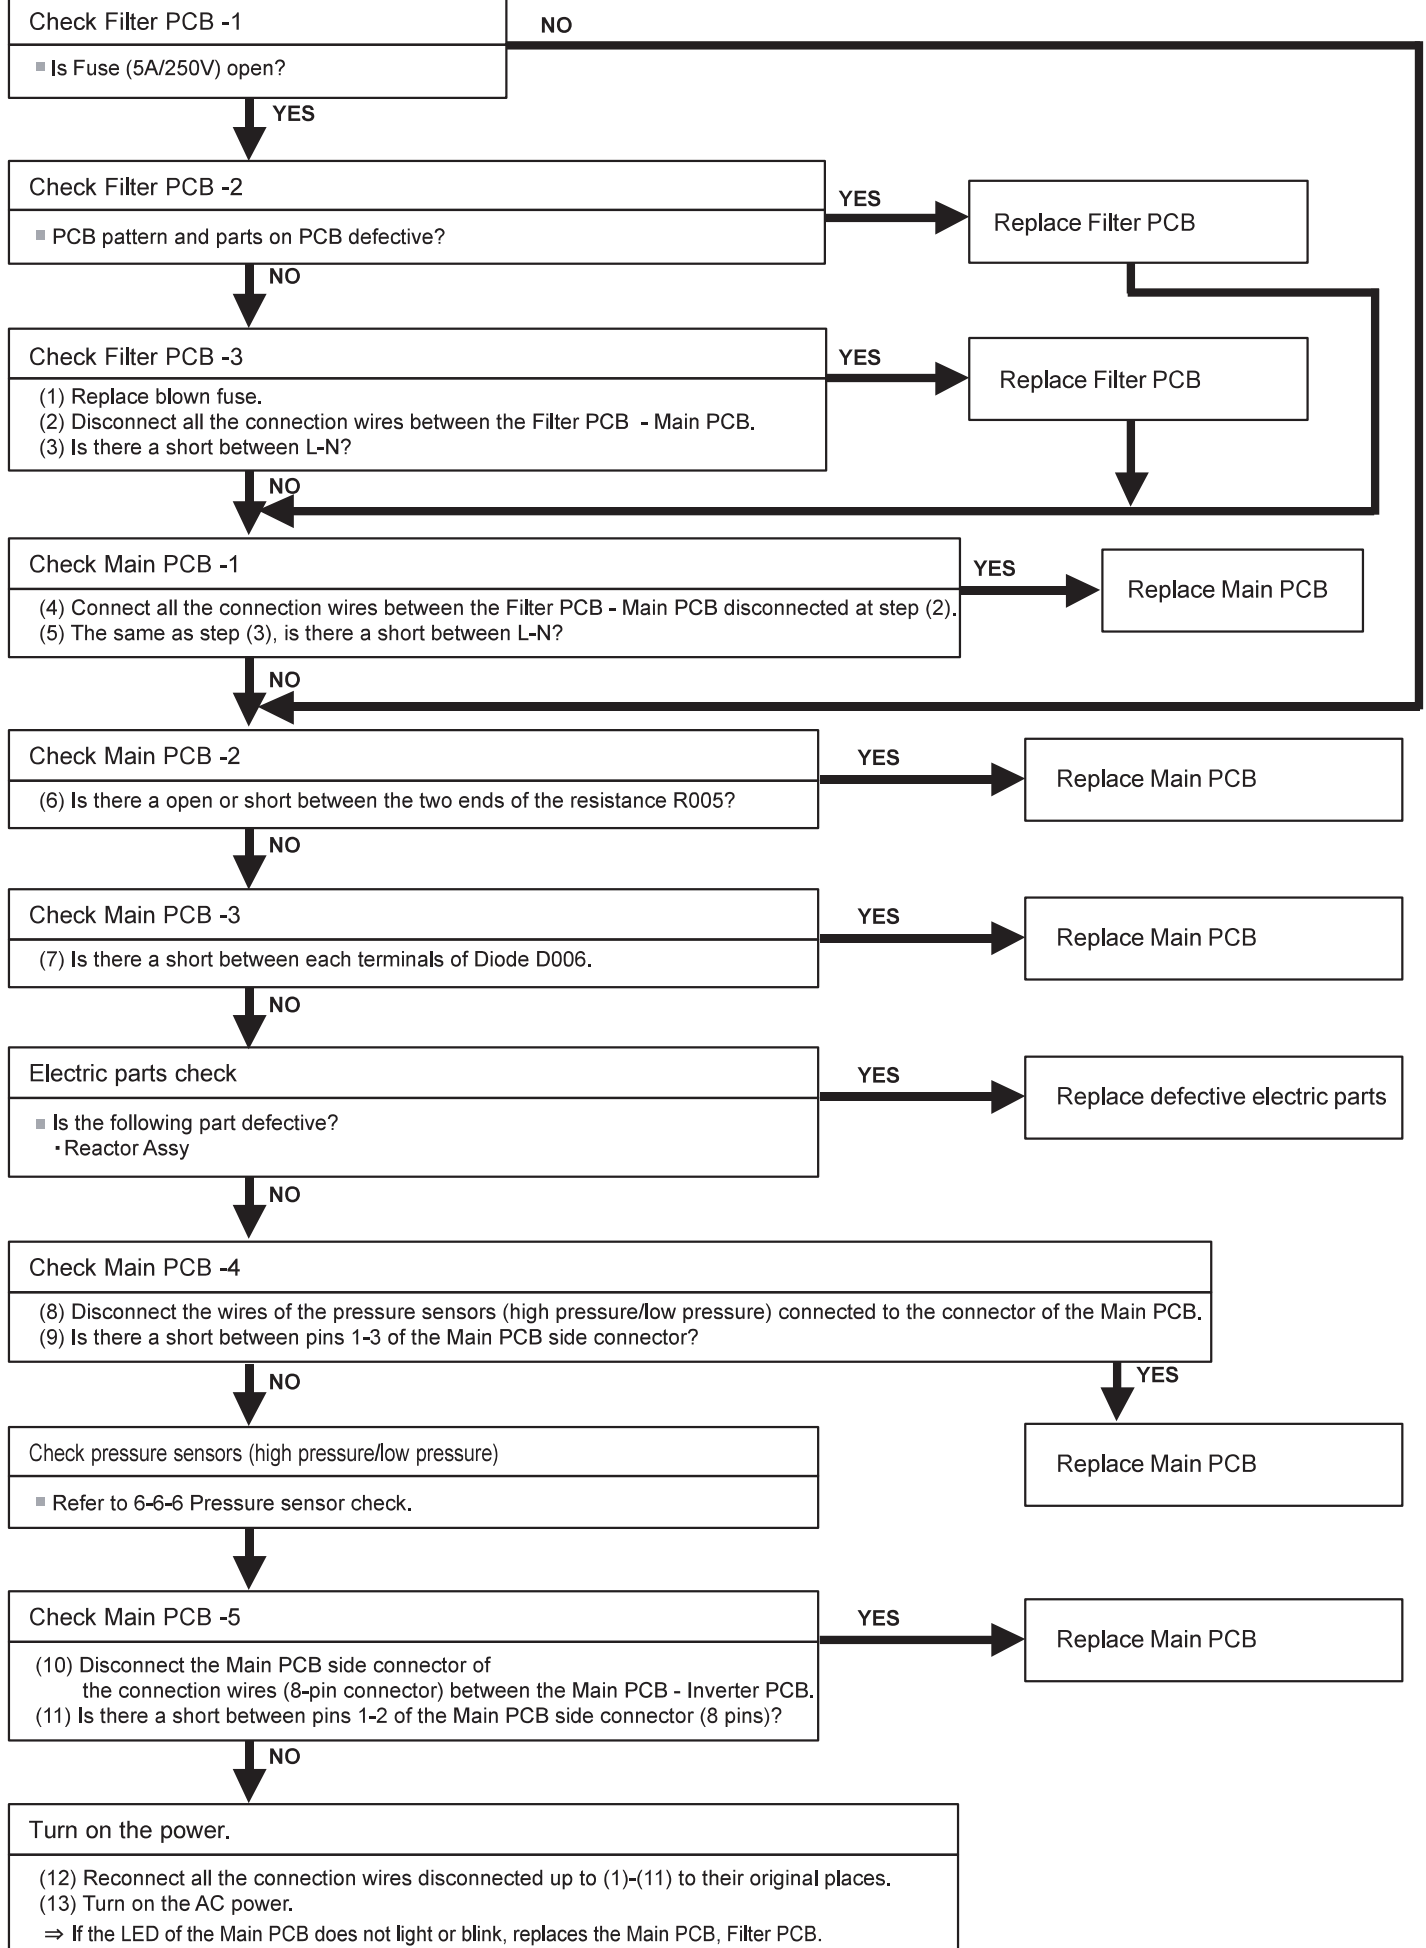 Check Filter PCB -1
NO
Is Fuse (5A/250V) open?
YES
Check Filter PCB -2
YES
Replace Filter PCB
PCB pattern and parts on PCB defective?
NO
Check Filter PCB -3
YES
Replace Filter PCB
(1) Replace blown fuse.
(2) Disconnect all the connection wires between the Filter PCB - Main PCB.
(3) Is there a short between L-N?
NO
Check Main PCB -1
YES
Replace Main PCB
(4) Connect all the connection wires between the Filter PCB - Main PCB disconnected at step (2).
(5) The same as step (3), is there a short between L-N?
NO
Check Main PCB -2
YES
Replace Main PCB
(6) Is there a open or short between the two ends of the resistance R005?
NO
Check Main PCB -3
YES
Replace Main PCB
(7) Is there a short between each terminals of Diode D006.
NO
Electric parts check
YES
Replace defective electric parts
Is the following part defective?
・Reactor Assy
NO
Check Main PCB -4
(8) Disconnect the wires of the pressure sensors (high pressure/low pressure) connected to the connector of the Main PCB.
(9) Is there a short between pins 1-3 of the Main PCB side connector?
NO
YES
Check pressure sensors (high pressure/low pressure)
Replace Main PCB
Refer to 6-6-6 Pressure sensor check.
Check Main PCB -5
YES
Replace Main PCB
(10) Disconnect the Main PCB side connector of
the connection wires (8-pin connector) between the Main PCB - Inverter PCB.
(11) Is there a short between pins 1-2 of the Main PCB side connector (8 pins)?
NO
Turn on the power.
(12) Reconnect all the connection wires disconnected up to (1)-(11) to their original places.
(13) Turn on the AC power.
⇒ If the LED of the Main PCB does not light or blink, replaces the Main PCB, Filter PCB.